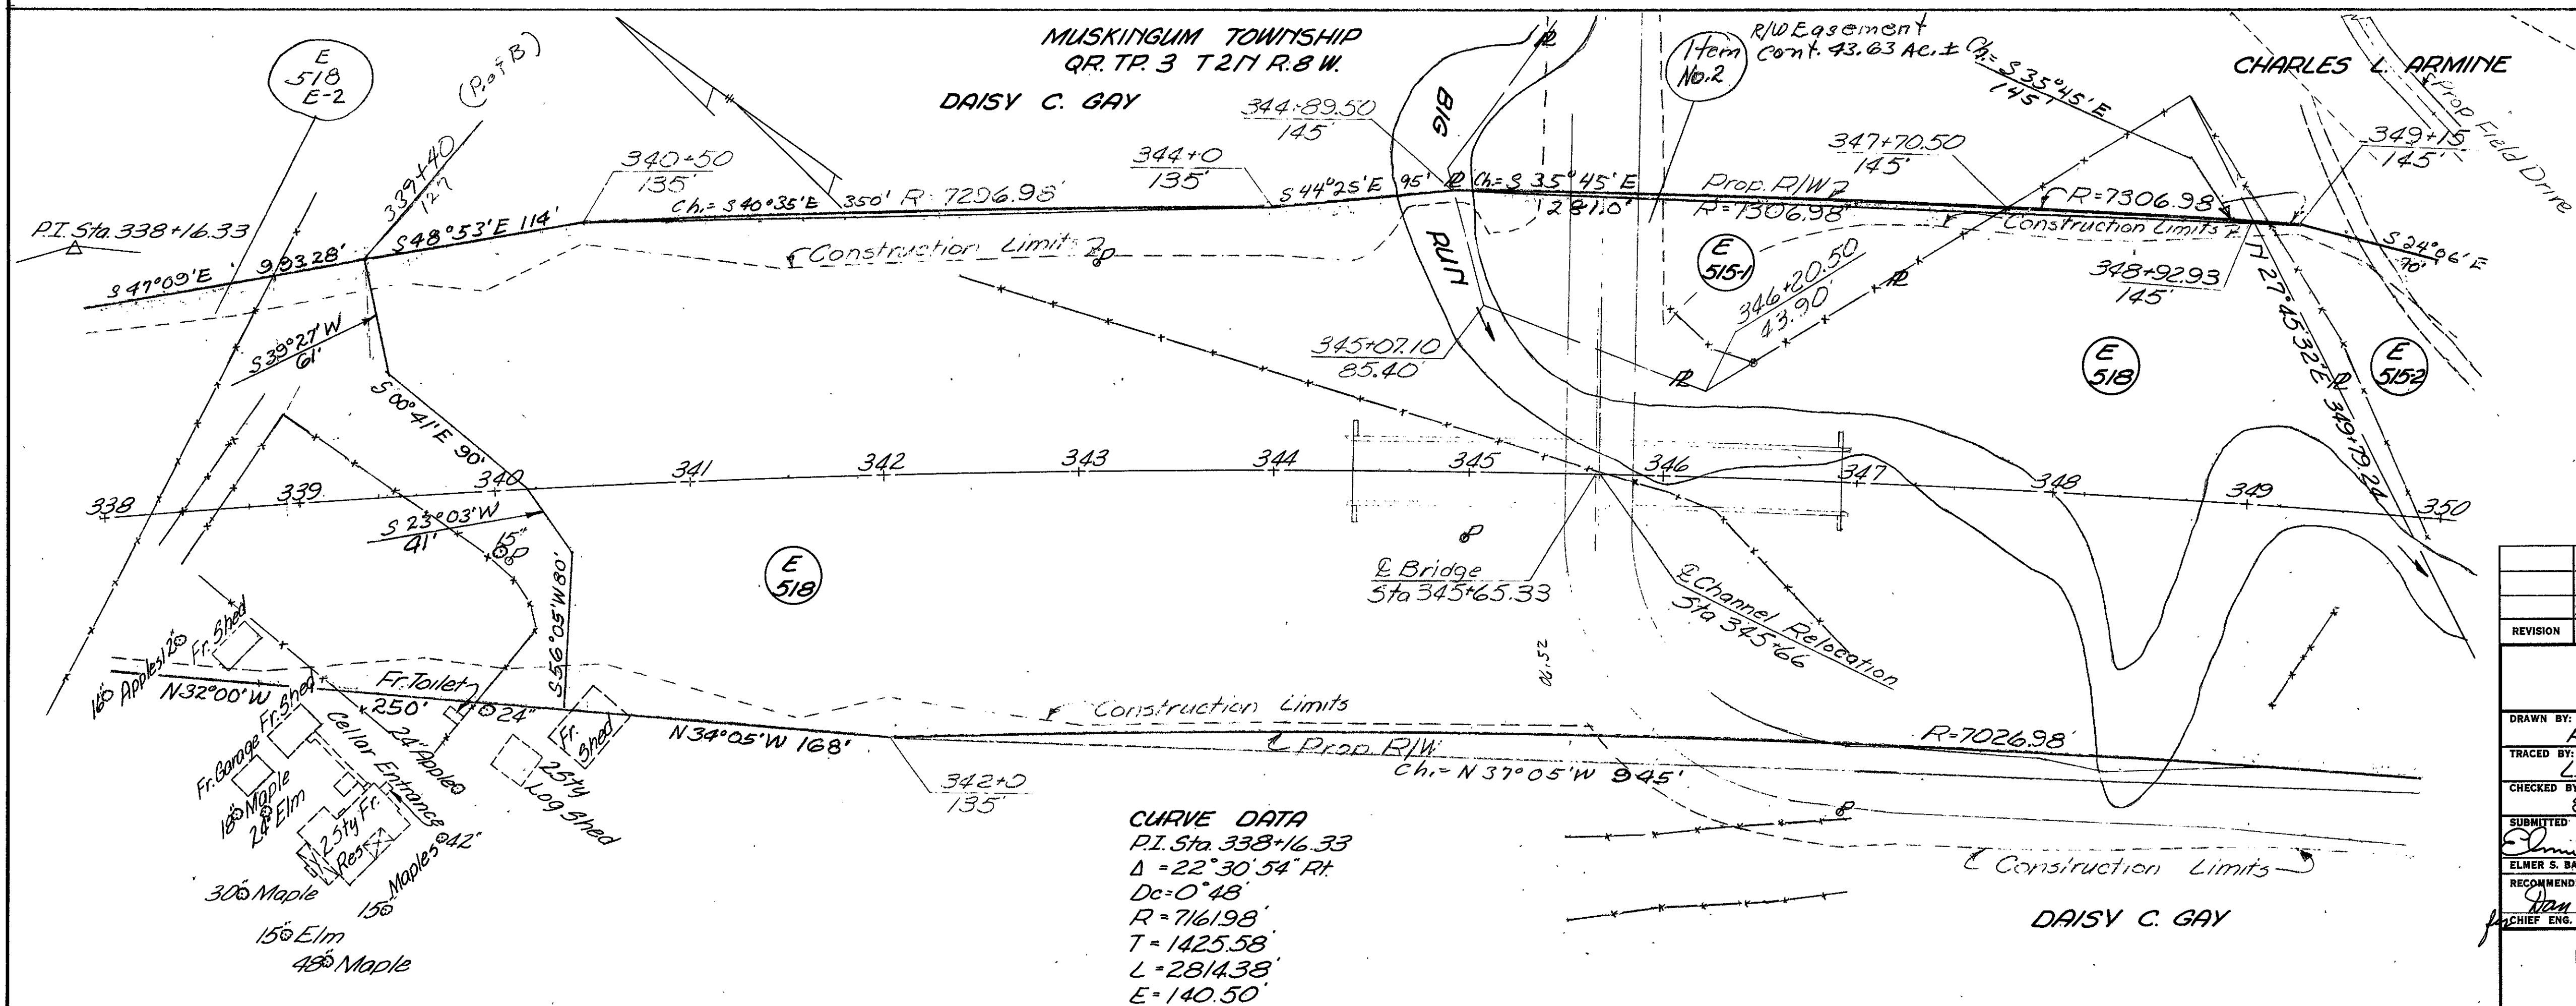 MUSKINGUM TOWNSHIP
QR. TP. 3 T2N R.8 W.
DAISY C. GAY
CHARLES L. ARMINE
E
518
E-2
(P.o.f B)
339+40
127
340+50
135'
344+0
135'
344+89.50
145'
BIG
RUN
Item
No.2
R/W Easement
Cont. 43.63 Ac. ±
Ch.= S 35°45' E
145'
347+70.50
145'
349+15
145'
Prop Field Drive
P.I. Sta. 338+16.33
S 47°09' E 993.28'
S 48°53' E 114'
Ch.= S 40°35' E 350' R=7296.98'
S 44°25' E 95'
Ch.= S 35°45' E
281.0'
Prop. R/W
R=7306.98'
R=7306.98'
Construction Limits
Construction Limits
S 24°06' E
70'
E
515-1
346+20.50
43.90'
348+92.93
145'
N 27°45'32" E 349+79.24
S 39°27' W
61'
S 00°41' E 90'
345+07.10
85.40'
E
518
E
515-2
338
339
340
341
342
343
344
345
346
347
348
349
350
S 23°03' W
41'
15"
E
518
S 56°05' W 80'
℄ Bridge
Sta 345+65.33
℄ Channel Relocation
Sta 345+66
06.52
16" Apples 12"
Fr. Shed
N 32°00' W
250'
Fr. Toilet
24"
Fr. Shed
Fr. Garage
Cellar Entrance
24" Apple
Fr.
Shed
2 Sty
Log Shed
18" Maple
24" Elm
2 Sty Fr.
Res
Maples 42"
15"
30" Maple
15" Elm
48" Maple
N 34°05' W 168'
342+0
135'
Construction Limits
Prop. R/W
Ch.= N 37°05' W 945'
R=7026.98'
Construction Limits
DAISY C. GAY
CURVE DATA
P.I. Sta. 338+16.33
Δ = 22°30'54" Rt.
Dc = 0°48'
R = 7161.98'
T = 1425.58'
L = 2814.38'
E = 140.50'
REVISION
DRAWN BY:
TRACED BY:
L
CHECKED BY
SUBMITTED
ELMER S. BA
RECOMMEND
Dan
for CHIEF ENG.